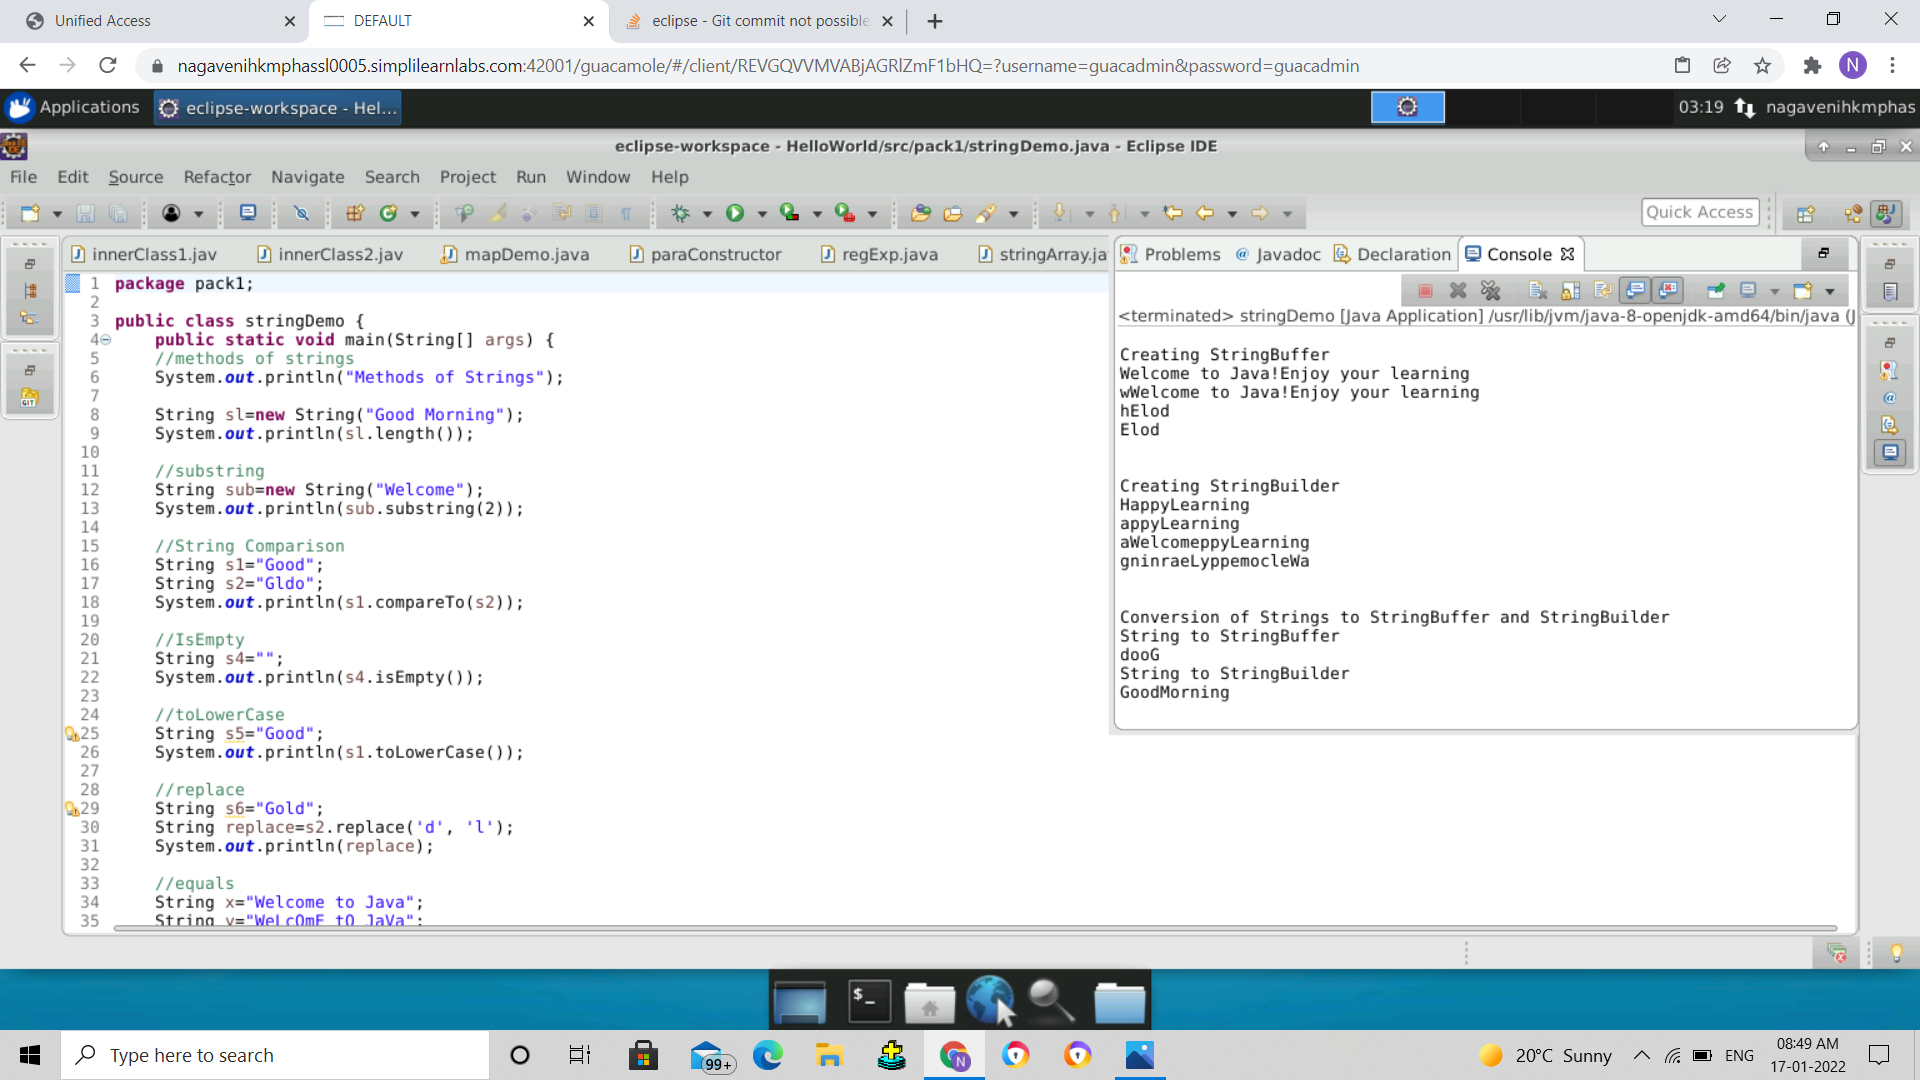 Unified Access
DEFAULT
eclipse - Git commit not possible
nagavenihkmphassl0005.simplilearnlabs.com:42001/guacamole/#/client/REVGQVVMVABjAGRlZmF1bHQ=?username=guacadmin&password=guacadmin
N
Applications
eclipse-workspace - Hel...
03:19
nagavenihkmphas
eclipse-workspace - HelloWorld/src/pack1/stringDemo.java - Eclipse IDE
File Edit Source Refactor Navigate Search Project Run Window Help
Quick Access
innerClass1.jav innerClass2.jav mapDemo.java paraConstructor regExp.java stringArray.ja
1 package pack1;
2
3 public class stringDemo {
4 public static void main(String[] args) {
5 //methods of strings
6 System.out.println("Methods of Strings");
7
8 String sl=new String("Good Morning");
9 System.out.println(sl.length());
10
11 //substring
12 String sub=new String("Welcome");
13 System.out.println(sub.substring(2));
14
15 //String Comparison
16 String s1="Good";
17 String s2="Gldo";
18 System.out.println(s1.compareTo(s2));
19
20 //IsEmpty
21 String s4="";
22 System.out.println(s4.isEmpty());
23
24 //toLowerCase
25 String s5="Good";
26 System.out.println(s1.toLowerCase());
27
28 //replace
29 String s6="Gold";
30 String replace=s2.replace('d', 'l');
31 System.out.println(replace);
32
33 //equals
34 String x="Welcome to Java";
35 String y="WeLcOmE tO JaVa";
Problems Javadoc Declaration Console
<terminated> stringDemo [Java Application] /usr/lib/jvm/java-8-openjdk-amd64/bin/java (J
Creating StringBuffer
Welcome to Java!Enjoy your learning
wWelcome to Java!Enjoy your learning
hElod
Elod
Creating StringBuilder
HappyLearning
appyLearning
aWelcomeppyLearning
gninraeLyppemocleWa
Conversion of Strings to StringBuffer and StringBuilder
String to StringBuffer
dooG
String to StringBuilder
GoodMorning
GIT
Type here to search
99+
N
20°C Sunny
ENG
08:49 AM
17-01-2022